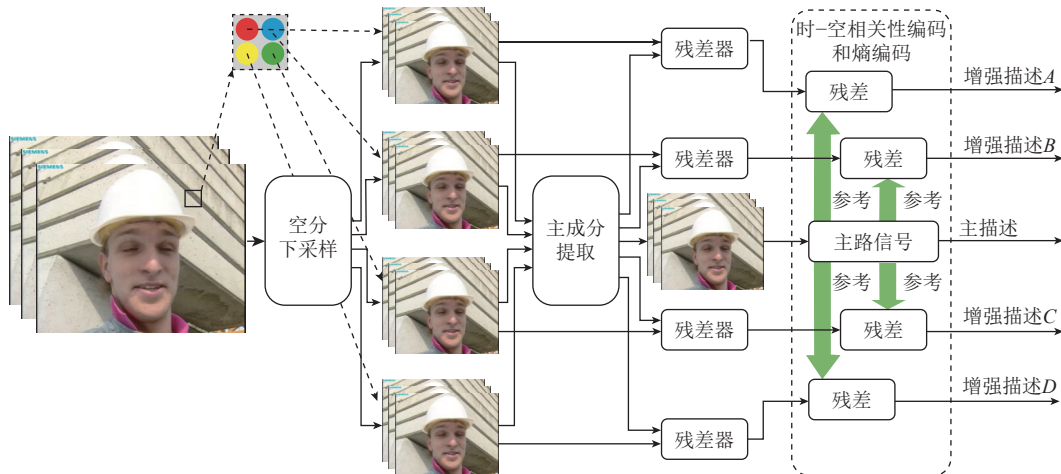 时-空相关性编码
和熵编码
残差器
残差
增强描述A
SIEMENS
SIEMENS
残差器
残差
增强描述B
参考
参考
空分
下采样
主成分
提取
主路信号
主描述
参考
参考
残差器
残差
增强描述C
残差
增强描述D
残差器